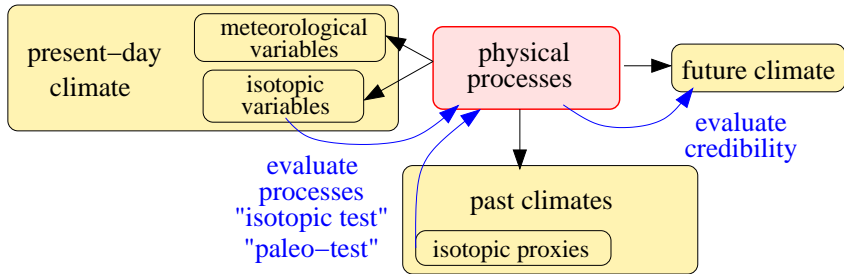 present−day
climate
meteorological
variables
isotopic
variables
physical
processes
future climate
evaluate
credibility
evaluate
processes
"isotopic test"
"paleo−test"
past climates
isotopic proxies